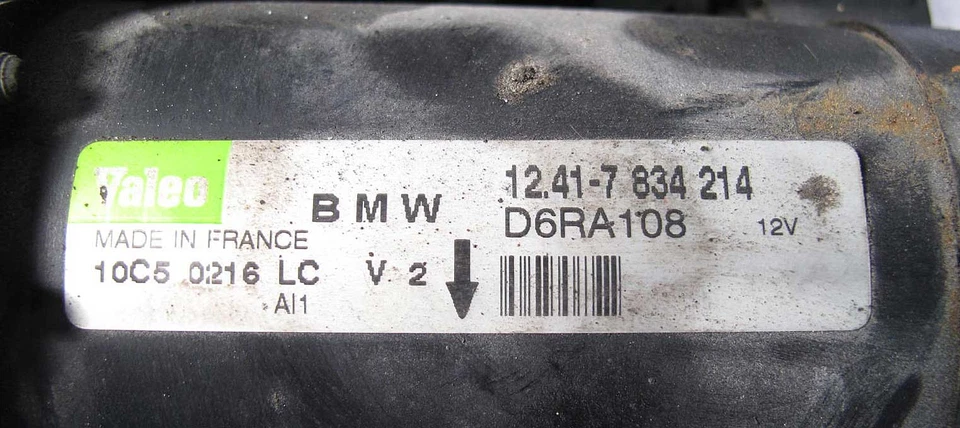 Valeo
BMW
12.41-7 834 214
D6RA108 12V
MADE IN FRANCE
10C5 0216 LC V 2
AI1